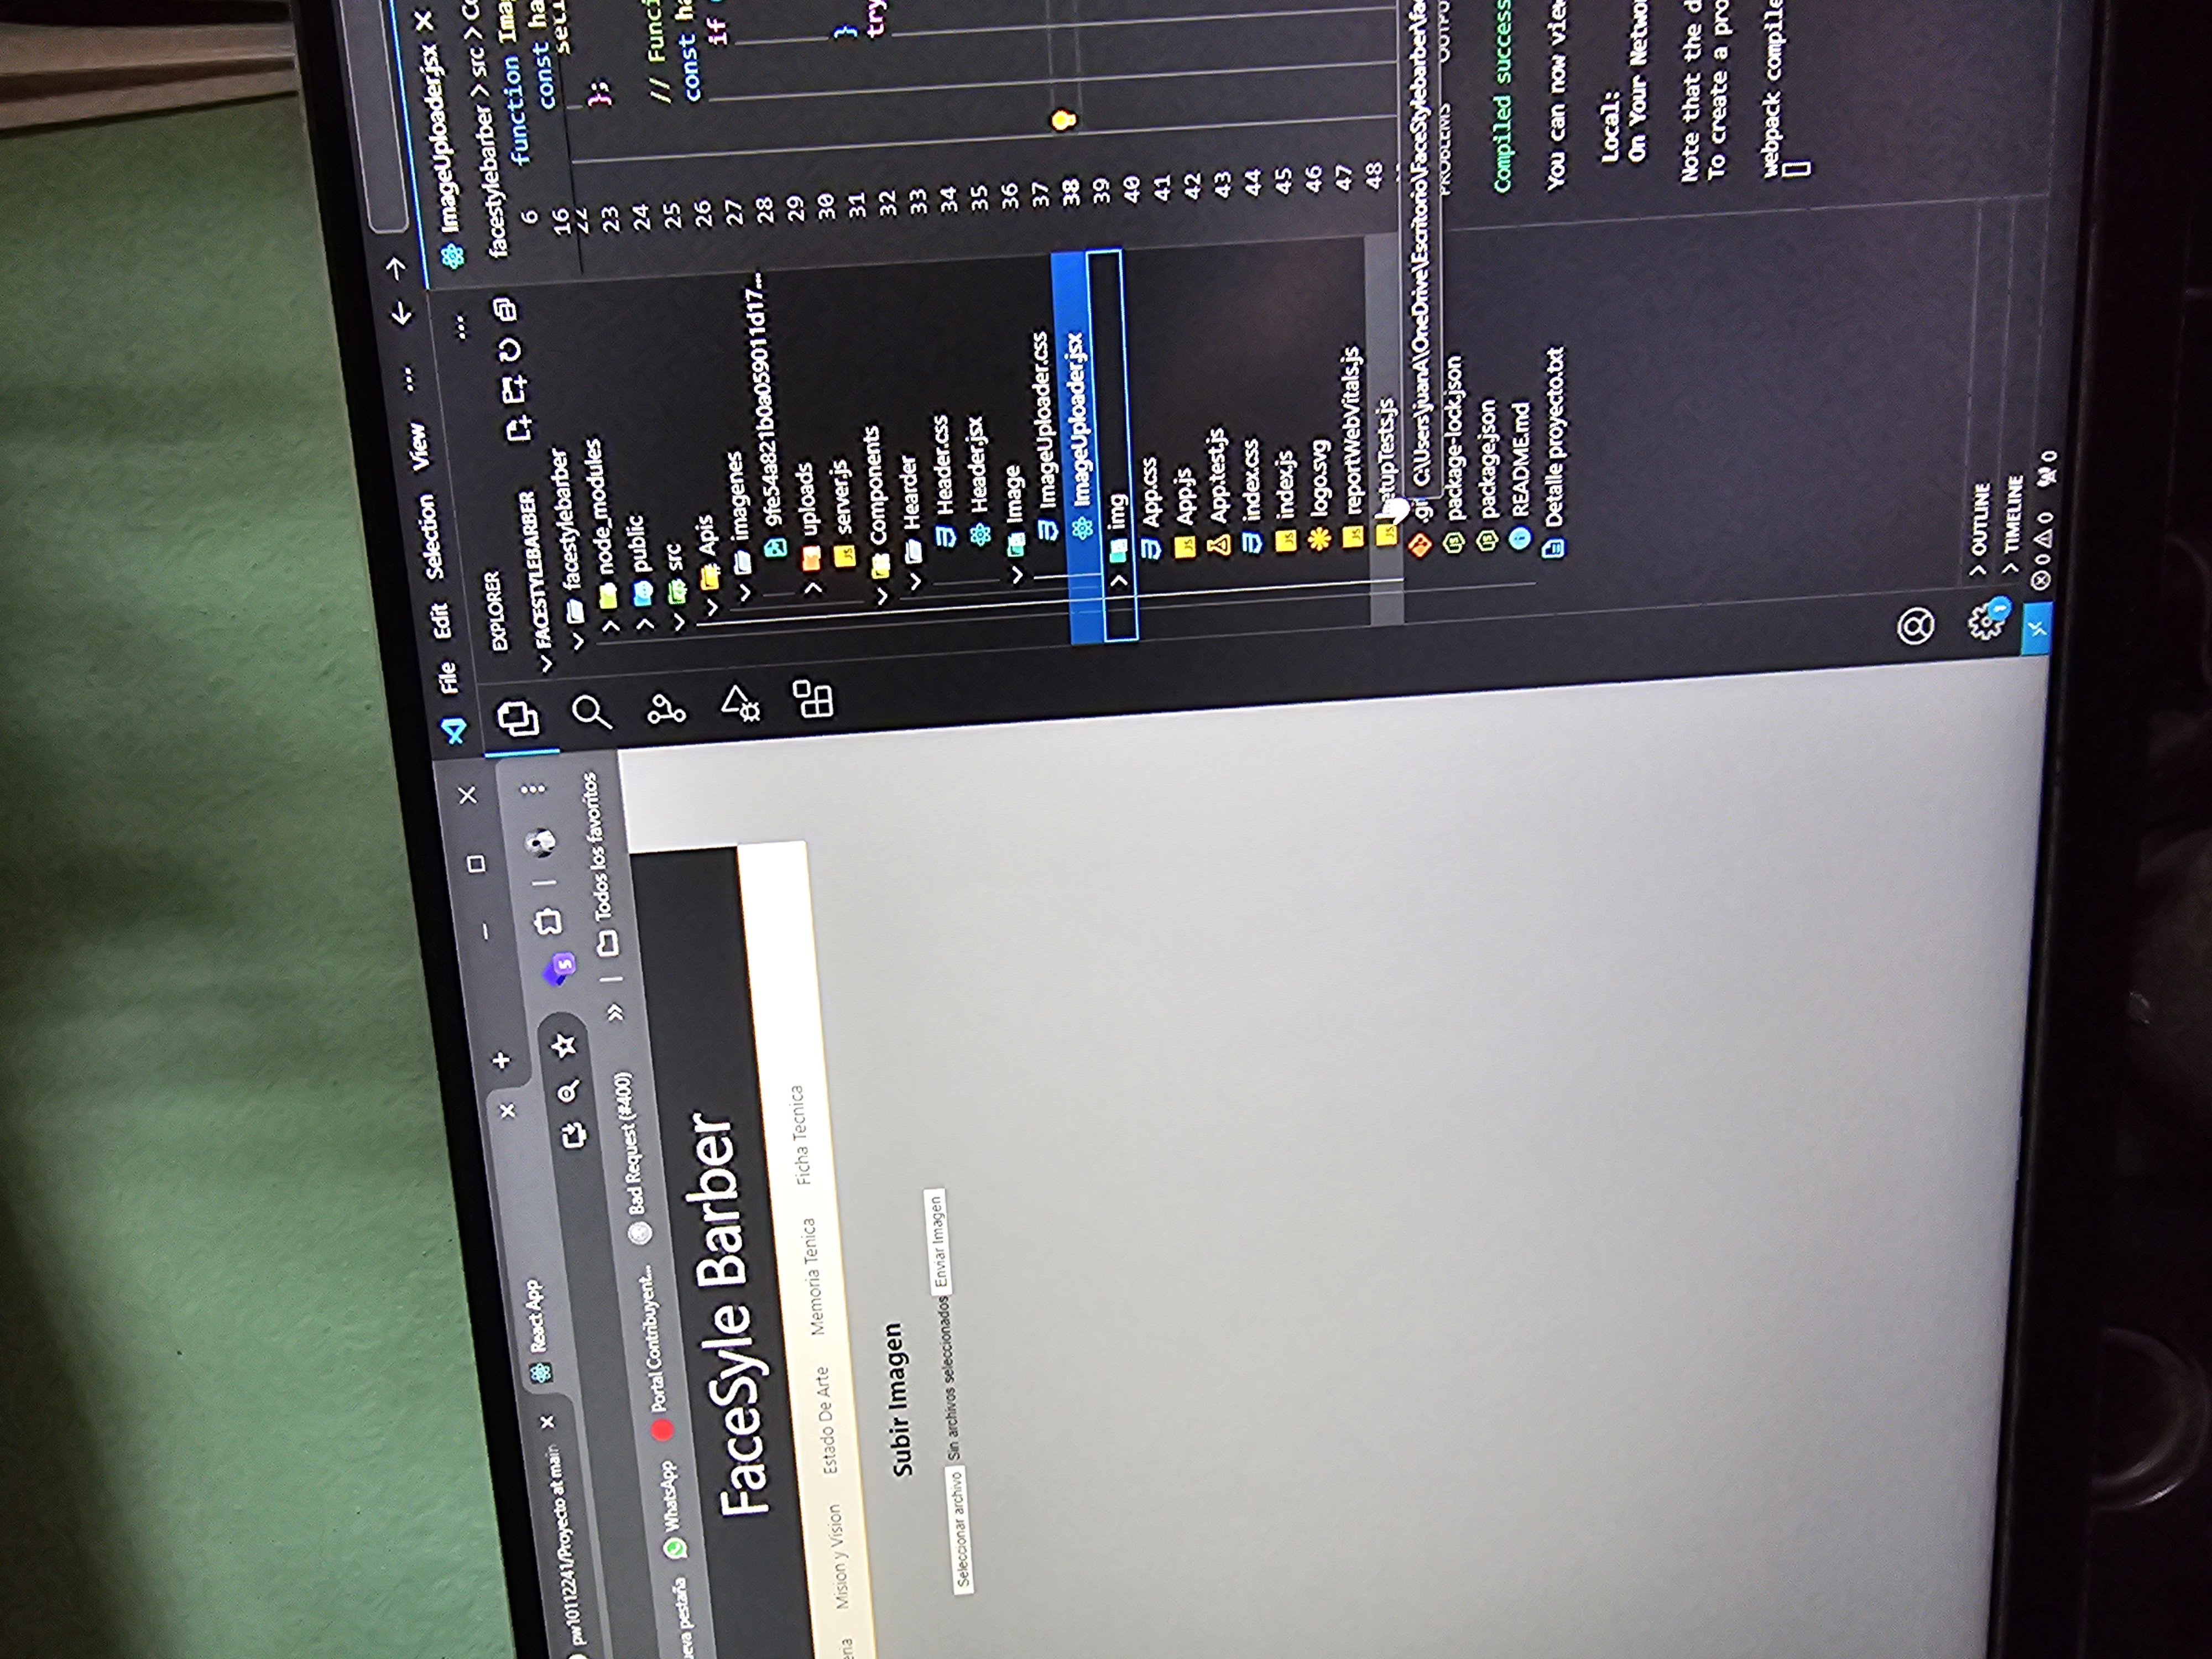 pw10112241/Proyecto at main
React App
ueva pestaña
WhatsApp
Portal Contribuyent...
Bad Request (#400)
»
Todos los favoritos
FaceSyle Barber
Mision y Vision
Estado De Arte
Memoria Tenica
Ficha Tecnica
Subir Imagen
Seleccionar archivo Sin archivos seleccionados Enviar Imagen
File Edit Selection View ...
EXPLORER
FACESTYLEBARBER
facestylebarber
node_modules
public
src
Apis
imagenes
9fe54a821b0a059011d17...
uploads
server.js
Components
Hearder
Header.css
Header.jsx
Image
ImageUploader.css
ImageUploader.jsx
img
App.css
App.js
App.test.js
index.css
index.js
logo.svg
reportWebVitals.js
setupTests.js
.gi
C:\Users\juanA\OneDrive\Escritorio\FaceStylebarber\fa
package-lock.json
package.json
README.md
Detalle proyecto.txt
OUTLINE
TIMELINE
0 0 0
ImageUploader.jsx
facestylebarber > src > Co
6 function Ima
16 const ha
22
23 };
24
25 // Funci
26 const ha
27 if
28
29
30
31 }
32 try
33
34
35
36
37
38
39
40
41
42
43
44
45
46
47
48
PROBLEMS OUTPU
Compiled success
You can now view
Local:
On Your Netwo
Note that the d
To create a pro
webpack compile